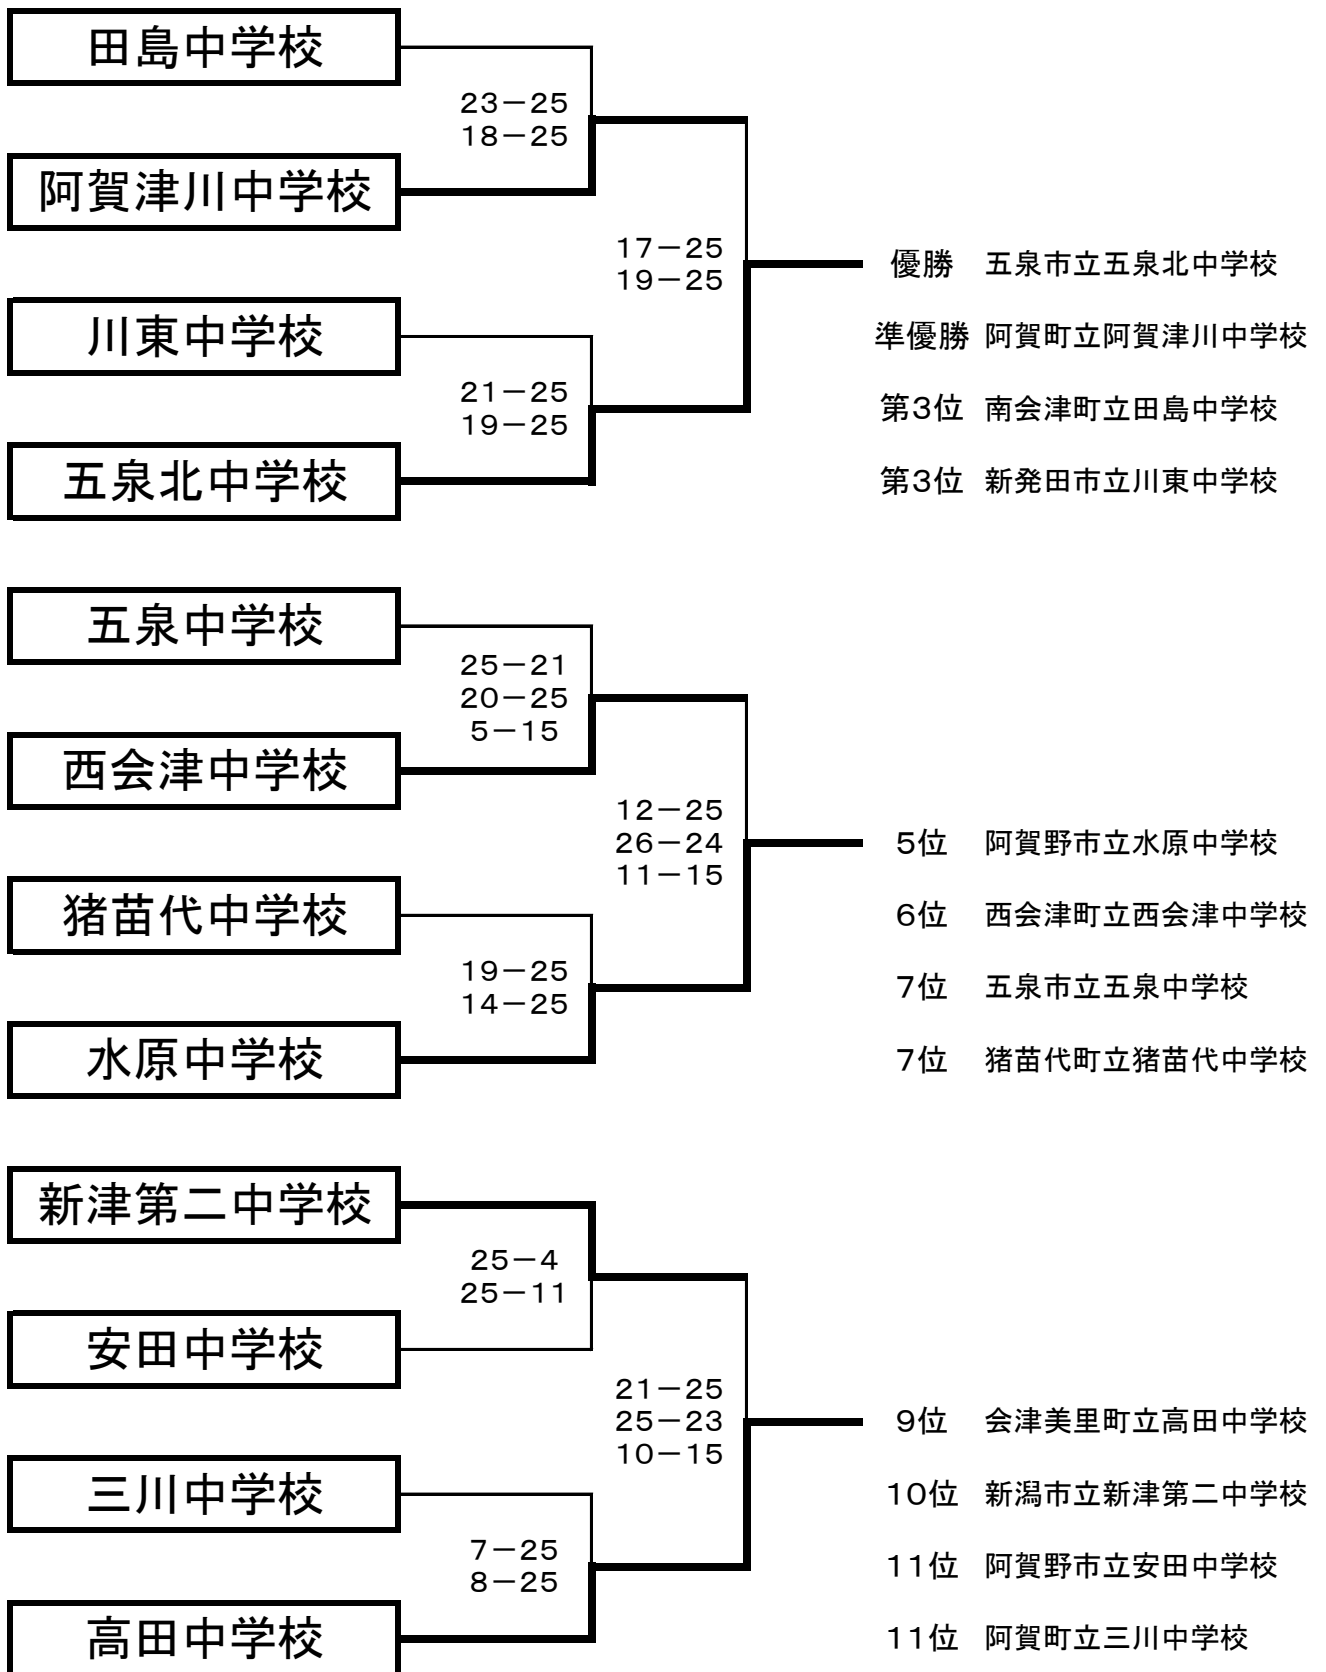 田島中学校
23－25
18－25
阿賀津川中学校
17－25
19－25
優勝 五泉市立五泉北中学校
川東中学校
準優勝 阿賀町立阿賀津川中学校
21－25
19－25
第3位 南会津町立田島中学校
五泉北中学校
第3位 新発田市立川東中学校
五泉中学校
25－21
20－25
5－15
西会津中学校
12－25
26－24
11－15
5位 阿賀野市立水原中学校
猪苗代中学校
6位 西会津町立西会津中学校
19－25
14－25
7位 五泉市立五泉中学校
水原中学校
7位 猪苗代町立猪苗代中学校
新津第二中学校
25－4
25－11
安田中学校
21－25
25－23
10－15
9位 会津美里町立高田中学校
三川中学校
10位 新潟市立新津第二中学校
7－25
8－25
11位 阿賀野市立安田中学校
高田中学校
11位 阿賀町立三川中学校